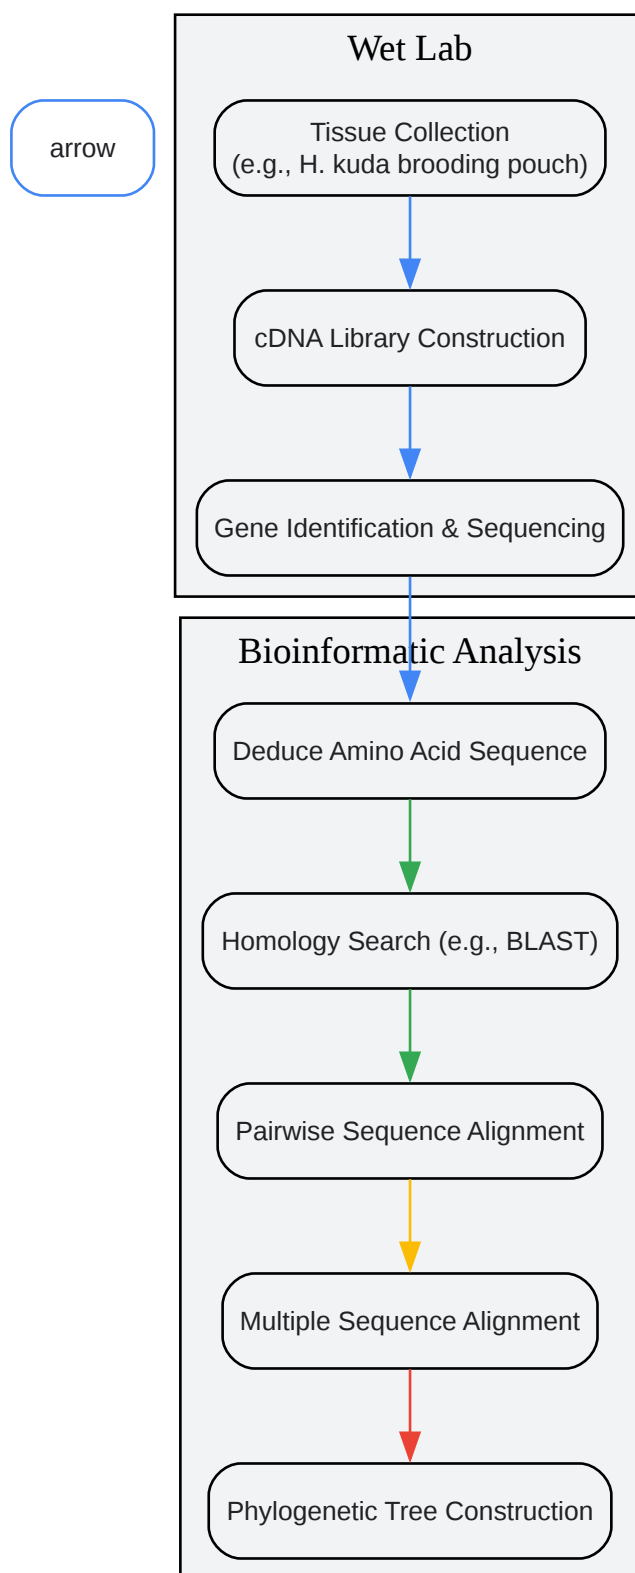 Wet Lab
arrow
Tissue Collection
(e.g., H. kuda brooding pouch)
cDNA Library Construction
Gene Identification & Sequencing
Bioinformatic Analysis
Deduce Amino Acid Sequence
Homology Search (e.g., BLAST)
Pairwise Sequence Alignment
Multiple Sequence Alignment
Phylogenetic Tree Construction